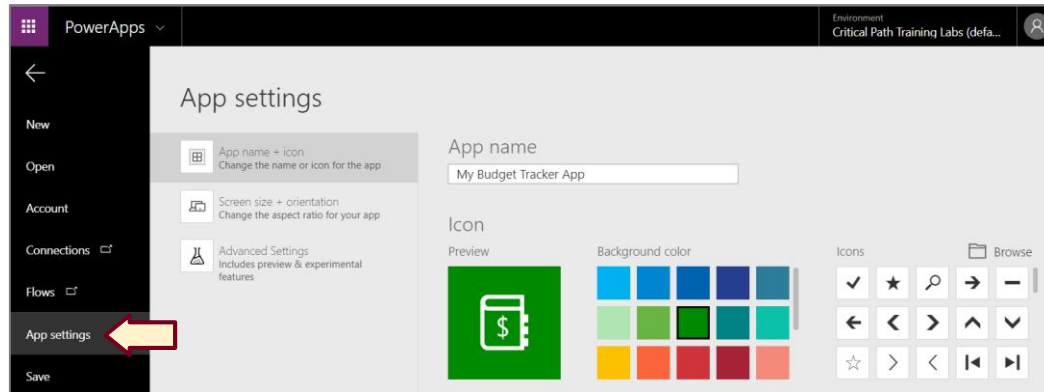 PowerApps
Environment
Critical Path Training Labs (defa...
App settings
New
Open
Account
Connections
Flows
App settings
Save
App name + icon
Change the name or icon for the app
Screen size + orientation
Change the aspect ratio for your app
Advanced Settings
Includes preview & experimental
features
App name
My Budget Tracker App
Icon
Preview
$
Background color
Icons
Browse